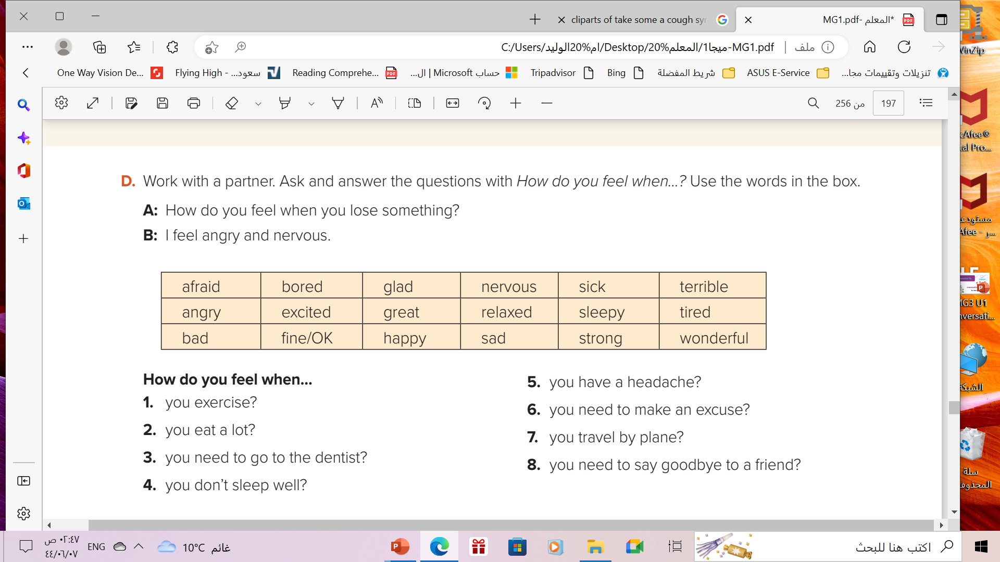 cliparts of take some a cough syr
MG1.pdf- المعلم*
C:/Users/ام%20الوليد/Desktop/20%المعلم/ميجا1-MG1.pdf
ملف
One Way Vision De...
Flying High - سعود...
Reading Comprehe...
حساب Microsoft | ال...
Tripadvisor
Bing
شريط المفضلة
ASUS E-Service
تنزيلات وتقييمات مجا...
من 256
197
D. Work with a partner. Ask and answer the questions with How do you feel when...? Use the words in the box.
A: How do you feel when you lose something?
B: I feel angry and nervous.
afraid bored glad nervous sick terrible
angry excited great relaxed sleepy tired
bad fine/OK happy sad strong wonderful
How do you feel when...
1. you exercise?
2. you eat a lot?
3. you need to go to the dentist?
4. you don’t sleep well?
5. you have a headache?
6. you need to make an excuse?
7. you travel by plane?
8. you need to say goodbye to a friend?
WinZip
cAfee®
tal Pro...
مستودع
Afee - ر...
MG3 U1
nversati...
الشبكة
سلة
المحذوف
٠٢:٤٧ ص
٤٤/٠٦/٠٧
ENG
10°C غائم
اكتب هنا للبحث